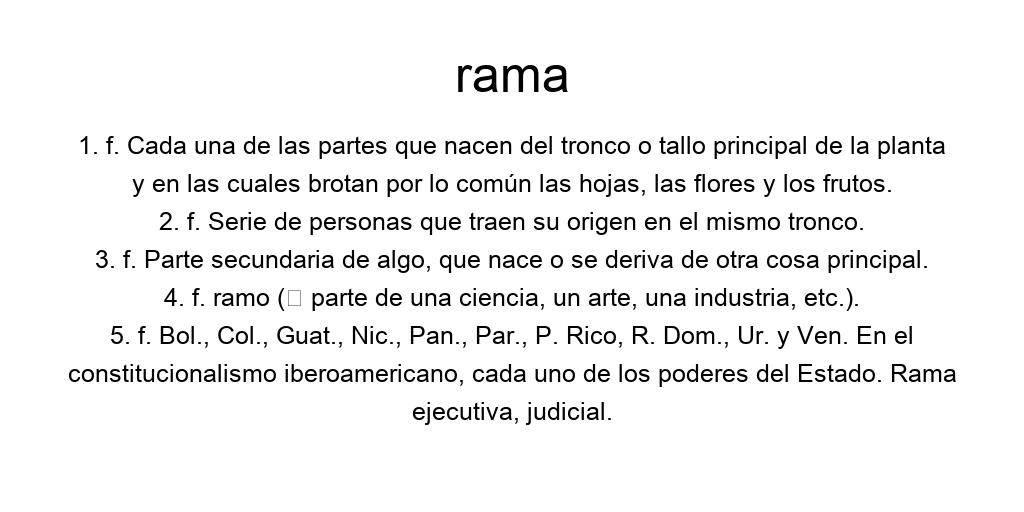 rama
1. f. Cada una de las partes que nacen del tronco o tallo principal de la planta
y en las cuales brotan por lo común las hojas, las flores y los frutos.
2. f. Serie de personas que traen su origen en el mismo tronco.
3. f. Parte secundaria de algo, que nace o se deriva de otra cosa principal.
4. f. ramo (□ parte de una ciencia, un arte, una industria, etc.).
5. f. Bol., Col., Guat., Nic., Pan., Par., P. Rico, R. Dom., Ur. y Ven. En el
constitucionalismo iberoamericano, cada uno de los poderes del Estado. Rama
ejecutiva, judicial.